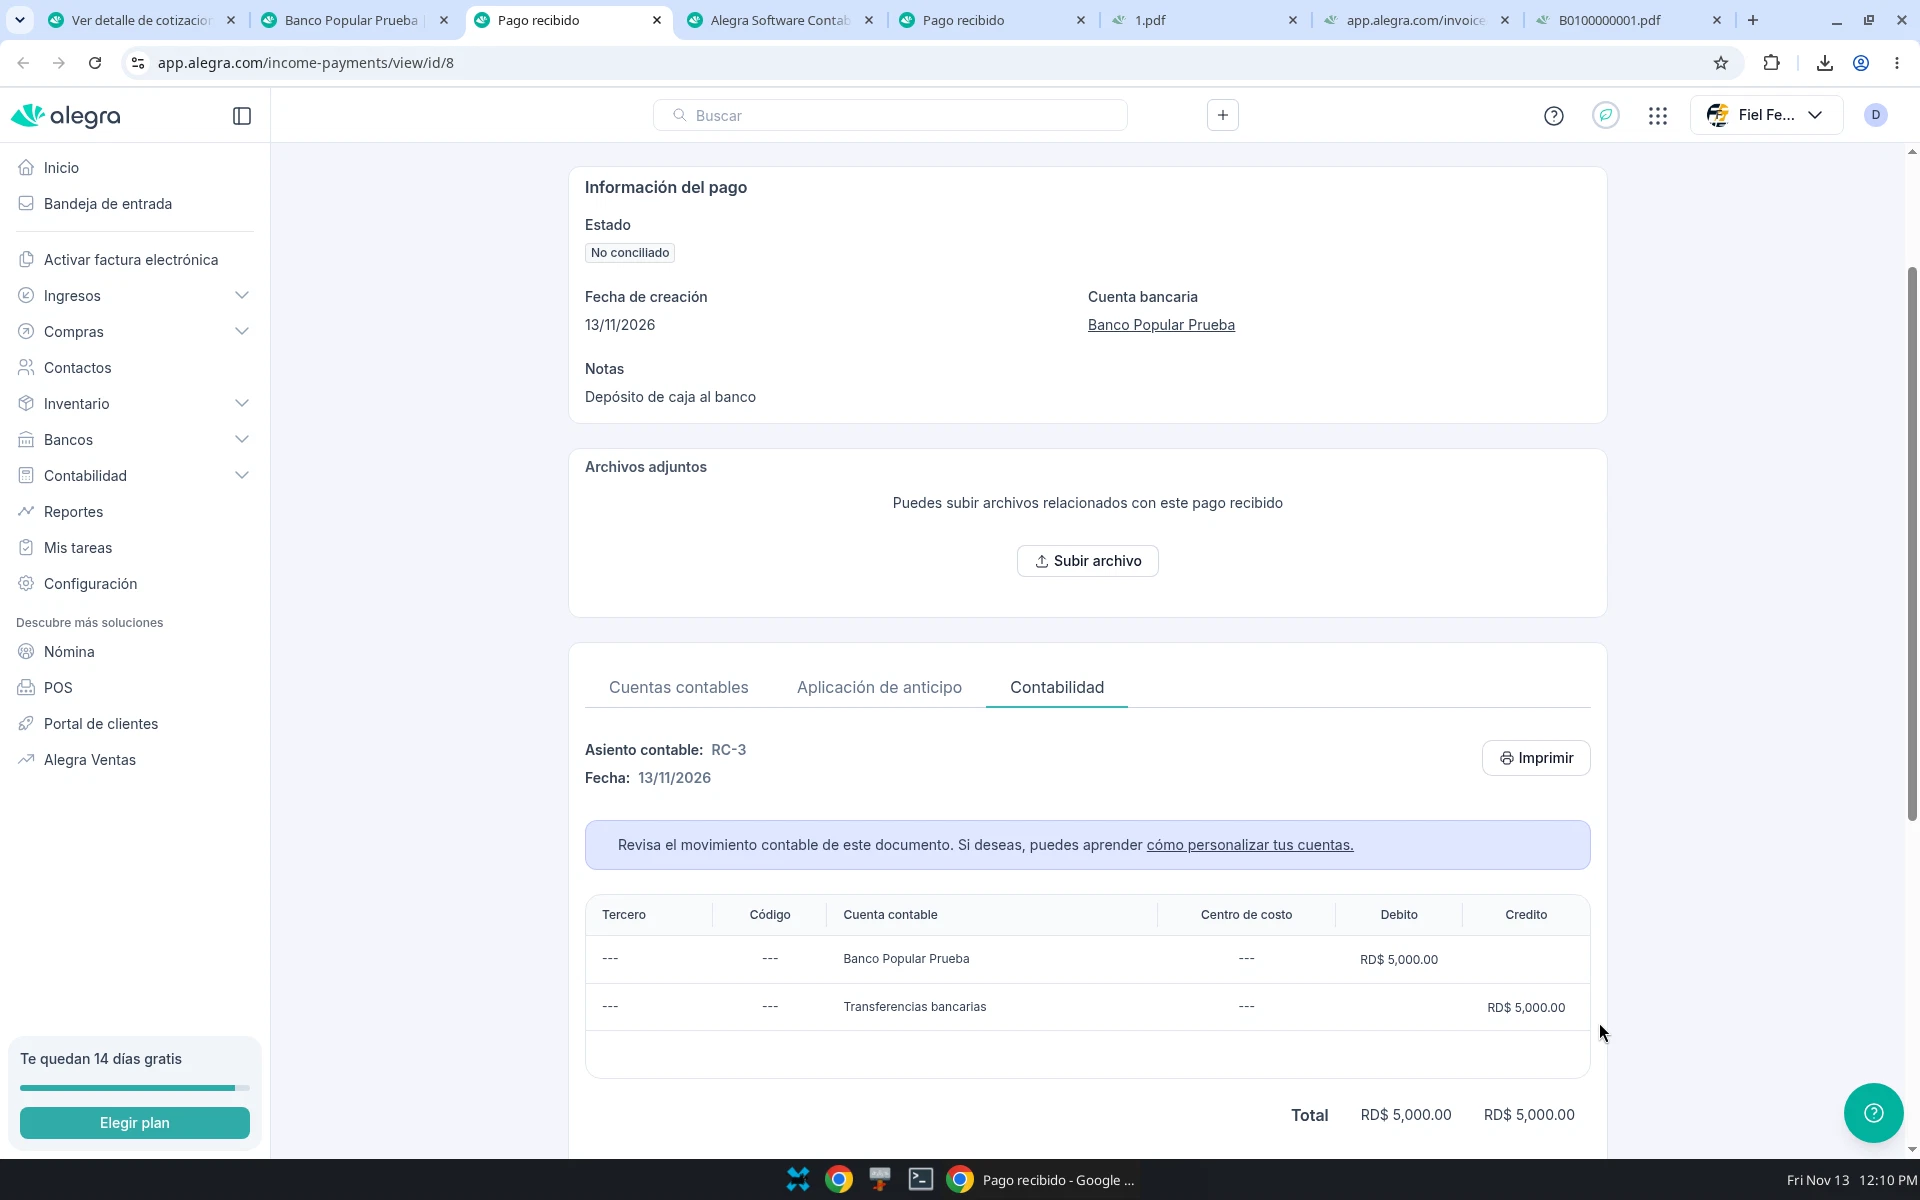 Ver detalle de cotizacion
Banco Popular Prueba
Pago recibido
Alegra Software Contab
Pago recibido
1.pdf
app.alegra.com/invoice
B0100000001.pdf
app.alegra.com/income-payments/view/id/8
alegra
Buscar
Fiel Fe...
D
Inicio
Bandeja de entrada
Activar factura electrónica
Ingresos
Compras
Contactos
Inventario
Bancos
Contabilidad
Reportes
Mis tareas
Configuración
Descubre más soluciones
Nómina
POS
Portal de clientes
Alegra Ventas
Te quedan 14 días gratis
Elegir plan
Información del pago
Estado
No conciliado
Fecha de creación
Cuenta bancaria
13/11/2026
Banco Popular Prueba
Notas
Depósito de caja al banco
Archivos adjuntos
Puedes subir archivos relacionados con este pago recibido
Subir archivo
Cuentas contables
Aplicación de anticipo
Contabilidad
Asiento contable: RC-3
Fecha: 13/11/2026
Imprimir
Revisa el movimiento contable de este documento. Si deseas, puedes aprender cómo personalizar tus cuentas.
Tercero Código Cuenta contable Centro de costo Debito Credito
--- --- Banco Popular Prueba --- RD$ 5,000.00
--- --- Transferencias bancarias --- RD$ 5,000.00
Total RD$ 5,000.00 RD$ 5,000.00
Pago recibido - Google ...
Fri Nov 13 12:10 PM